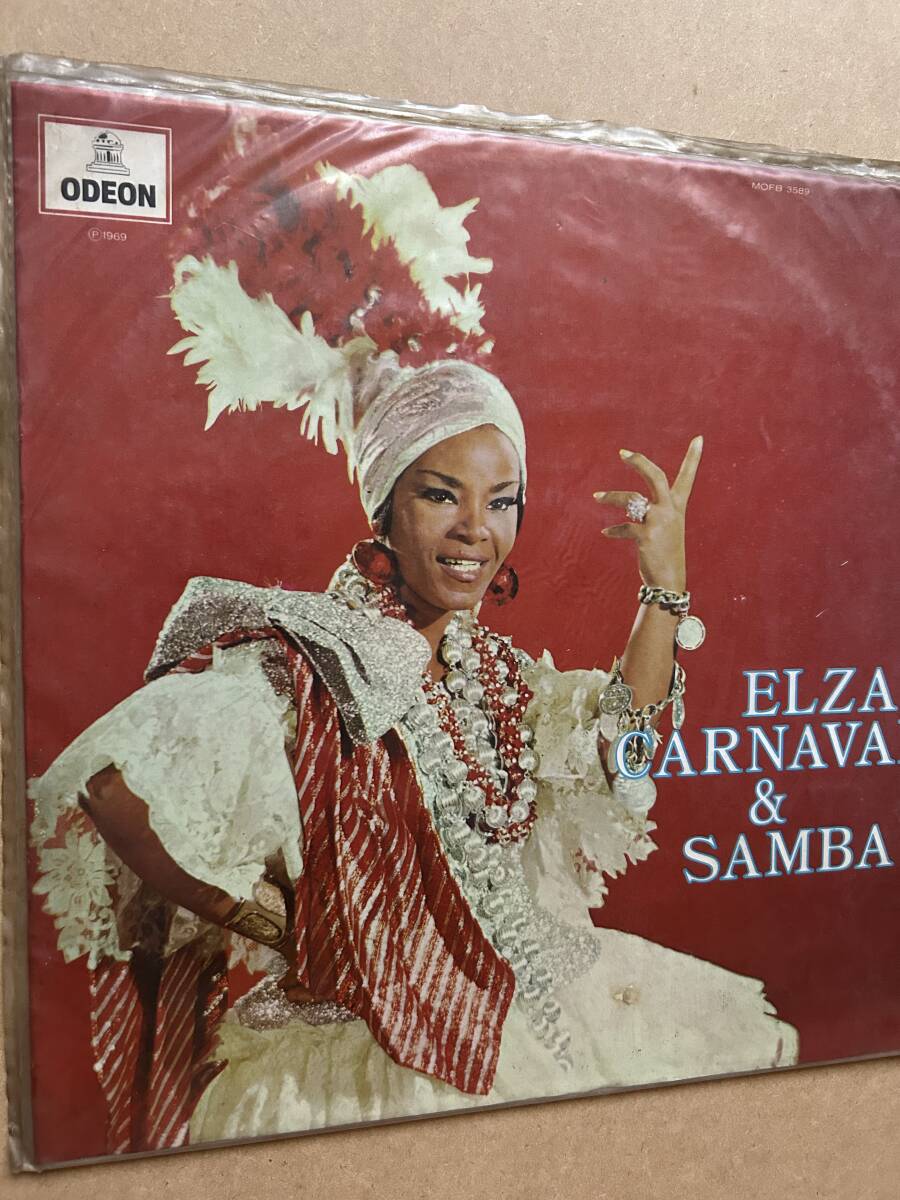 ODEON
℗1969
MOFB 3589
ELZA
CARNAVAL
&
SAMBA